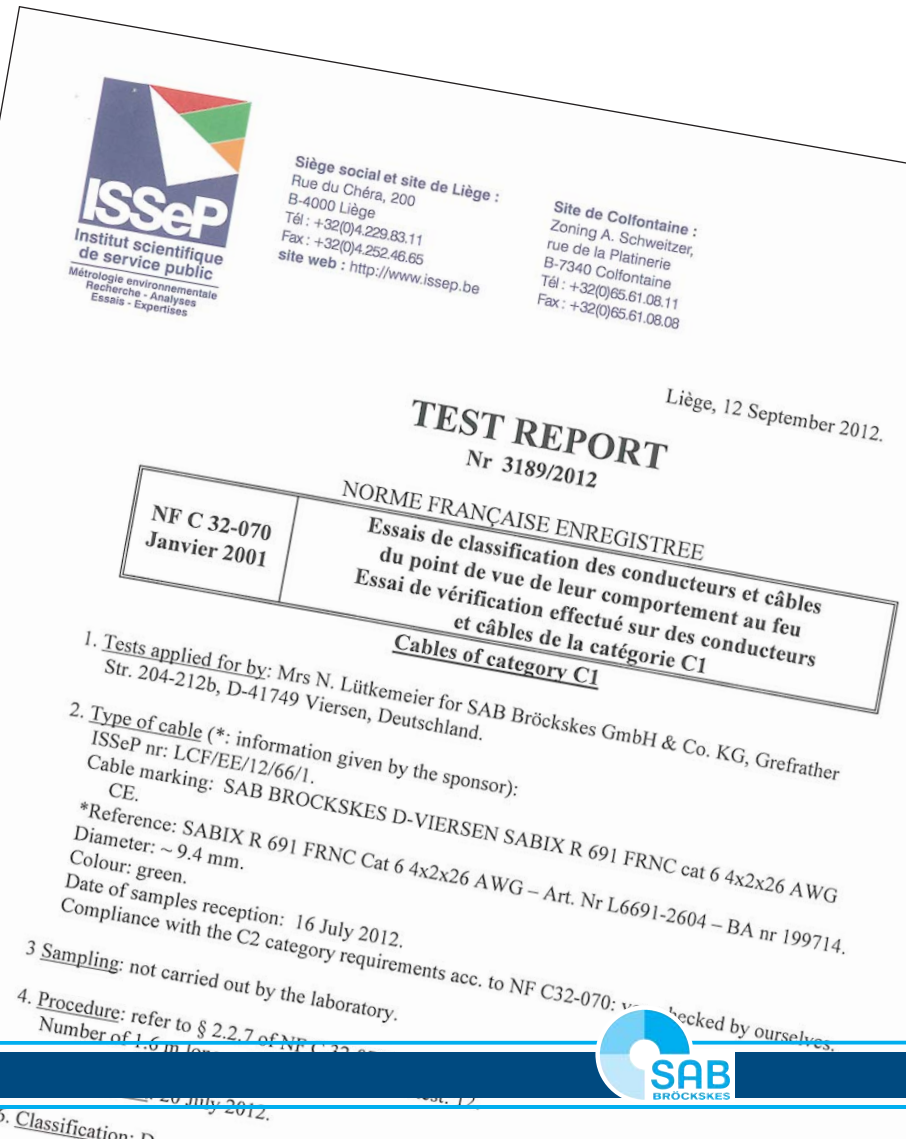 ISSeP
Institut scientifique
de service public
Métrologie environnementale
Recherche - Analyses
Essais - Expertises
Siège social et site de Liège :
Rue du Chéra, 200
B-4000 Liège
Tél : +32(0)4.229.83.11
Fax : +32(0)4.252.46.65
site web : http://www.issep.be
Site de Colfontaine :
Zoning A. Schweitzer,
rue de la Platinerie
B-7340 Colfontaine
Tél : +32(0)65.61.08.11
Fax : +32(0)65.61.08.08
Liège, 12 September 2012.
TEST REPORT
Nr 3189/2012
NORME FRANÇAISE ENREGISTREE
NF C 32-070
Janvier 2001
Essais de classification des conducteurs et câbles
du point de vue de leur comportement au feu
Essai de vérification effectué sur des conducteurs
et câbles de la catégorie C1
Cables of category C1
1. Tests applied for by: Mrs N. Lütkemeier for SAB Bröckskes GmbH & Co. KG, Grefrather
Str. 204-212b, D-41749 Viersen, Deutschland.
2. Type of cable (*: information given by the sponsor):
ISSeP nr: LCF/EE/12/66/1.
Cable marking: SAB BROCKSKES D-VIERSEN SABIX R 691 FRNC cat 6 4x2x26 AWG
CE.
*Reference: SABIX R 691 FRNC Cat 6 4x2x26 AWG – Art. Nr L6691-2604 – BA nr 199714.
Diameter: ~ 9.4 mm.
Colour: green.
Date of samples reception: 16 July 2012.
Compliance with the C2 category requirements acc. to NF C32-070: checked by ourselves.
3 Sampling: not carried out by the laboratory.
4. Procedure: refer to § 2.2.7 of NF C
Number of 1.6 m 12.
20 July 2012.
Classification:
SAB
BRÖCKSKES